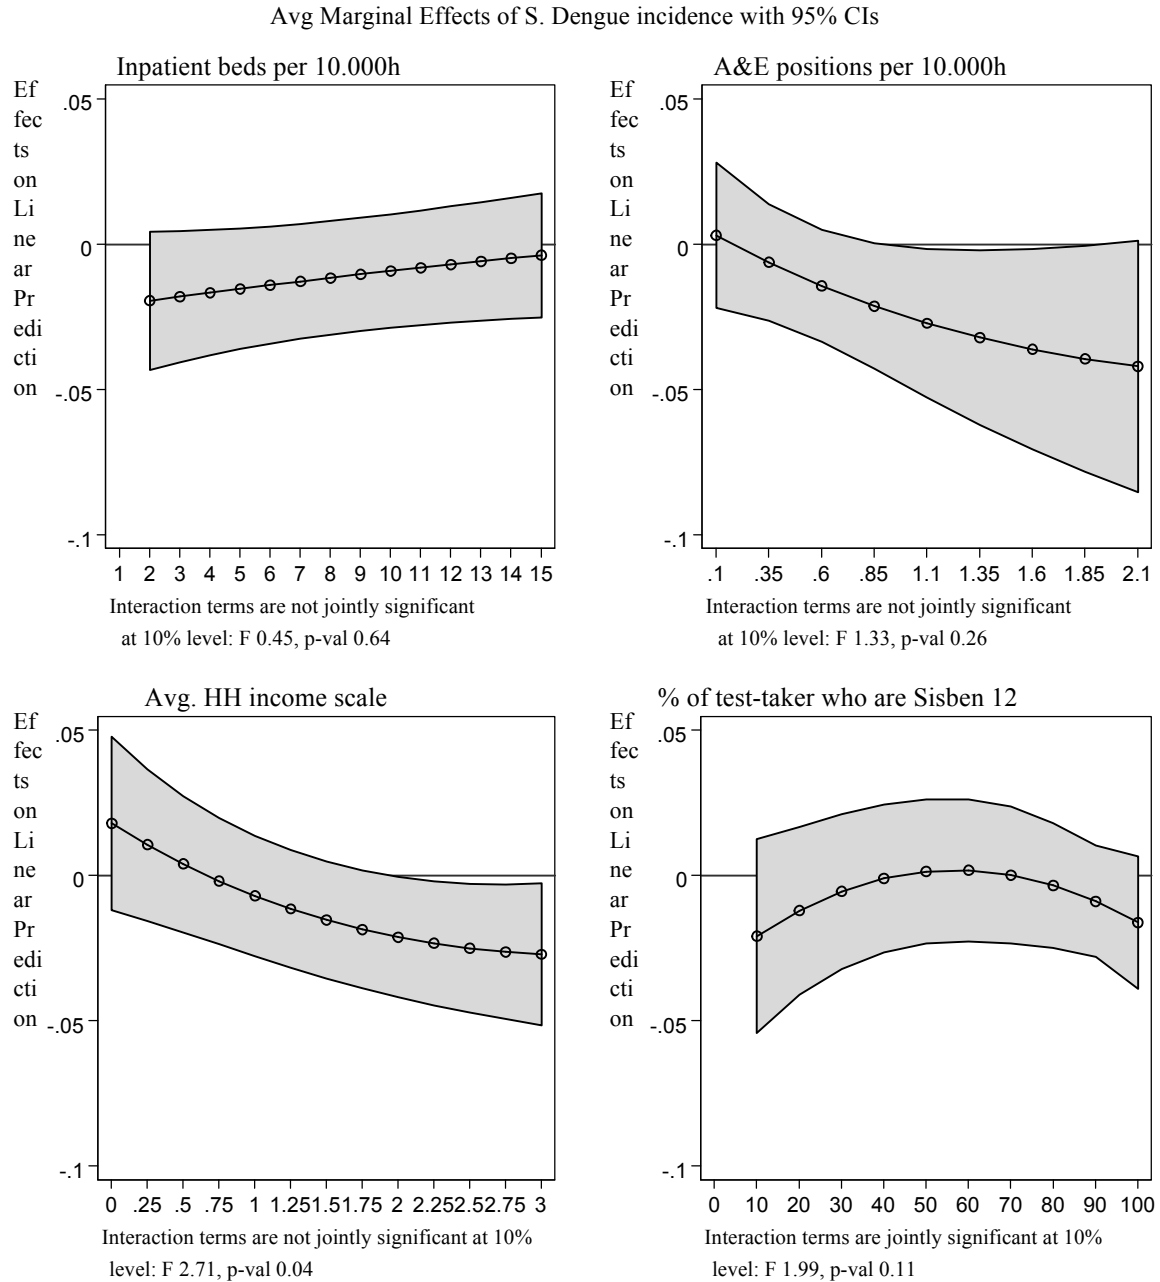 Avg Marginal Effects of S. Dengue incidence with 95% CIs
Inpatient beds per 10.000h
Ef
fec
ts
on
Li
ne
ar
Pr
edi
cti
on
.05
0
-.05
-.1
1 2 3 4 5 6 7 8 9 10 11 12 13 14 15
Interaction terms are not jointly significant
at 10% level: F 0.45, p-val 0.64
A&E positions per 10.000h
Ef
fec
ts
on
Li
ne
ar
Pr
edi
cti
on
.05
0
-.05
-.1
.1 .35 .6 .85 1.1 1.35 1.6 1.85 2.1
Interaction terms are not jointly significant
at 10% level: F 1.33, p-val 0.26
Avg. HH income scale
Ef
fec
ts
on
Li
ne
ar
Pr
edi
cti
on
.05
0
-.05
-.1
0 .25 .5 .75 1 1.25 1.5 1.75 2 2.25 2.5 2.75 3
Interaction terms are not jointly significant at 10%
level: F 2.71, p-val 0.04
% of test-taker who are Sisben 12
Ef
fec
ts
on
Li
ne
ar
Pr
edi
cti
on
.05
0
-.05
-.1
0 10 20 30 40 50 60 70 80 90 100
Interaction terms are jointly significant at 10%
level: F 1.99, p-val 0.11